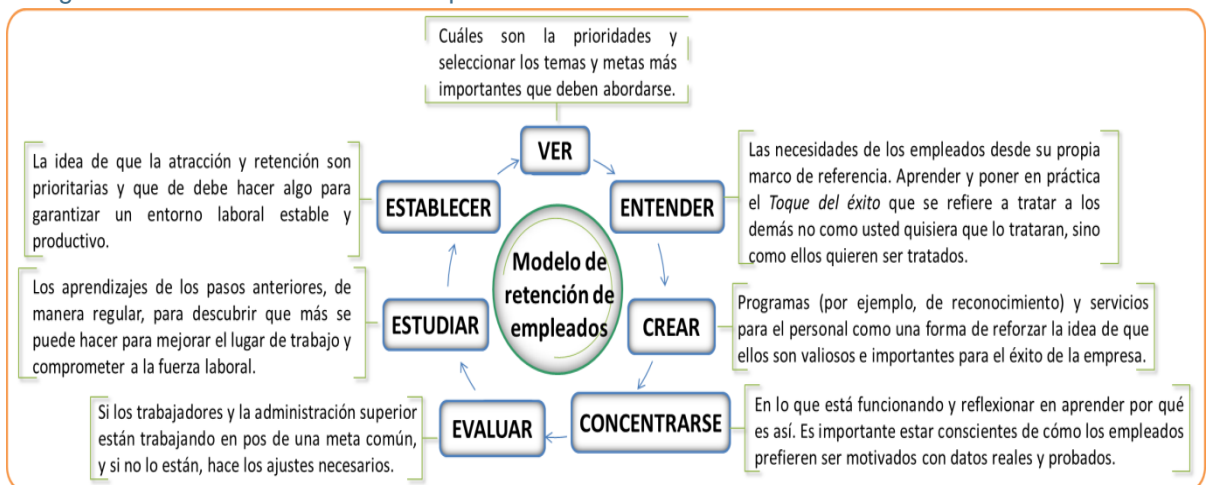 Cuáles son la prioridades y
seleccionar los temas y metas más
importantes que deben abordarse.
VER
La idea de que la atracción y retención son
prioritarias y que de debe hacer algo para
garantizar un entorno laboral estable y
productivo.
ESTABLECER
ENTENDER
Las necesidades de los empleados desde su propia
marco de referencia. Aprender y poner en práctica
el Toque del éxito que se refiere a tratar a los
demás no como usted quisiera que lo trataran, sino
como ellos quieren ser tratados.
Modelo de
retención de
empleados
Los aprendizajes de los pasos anteriores, de
manera regular, para descubrir que más se
puede hacer para mejorar el lugar de trabajo y
comprometer a la fuerza laboral.
ESTUDIAR
CREAR
Programas (por ejemplo, de reconocimiento) y servicios
para el personal como una forma de reforzar la idea de que
ellos son valiosos e importantes para el éxito de la empresa.
Si los trabajadores y la administración superior
están trabajando en pos de una meta común,
y si no lo están, hace los ajustes necesarios.
EVALUAR
CONCENTRARSE
En lo que está funcionando y reflexionar en aprender por qué
es así. Es importante estar conscientes de cómo los empleados
prefieren ser motivados con datos reales y probados.